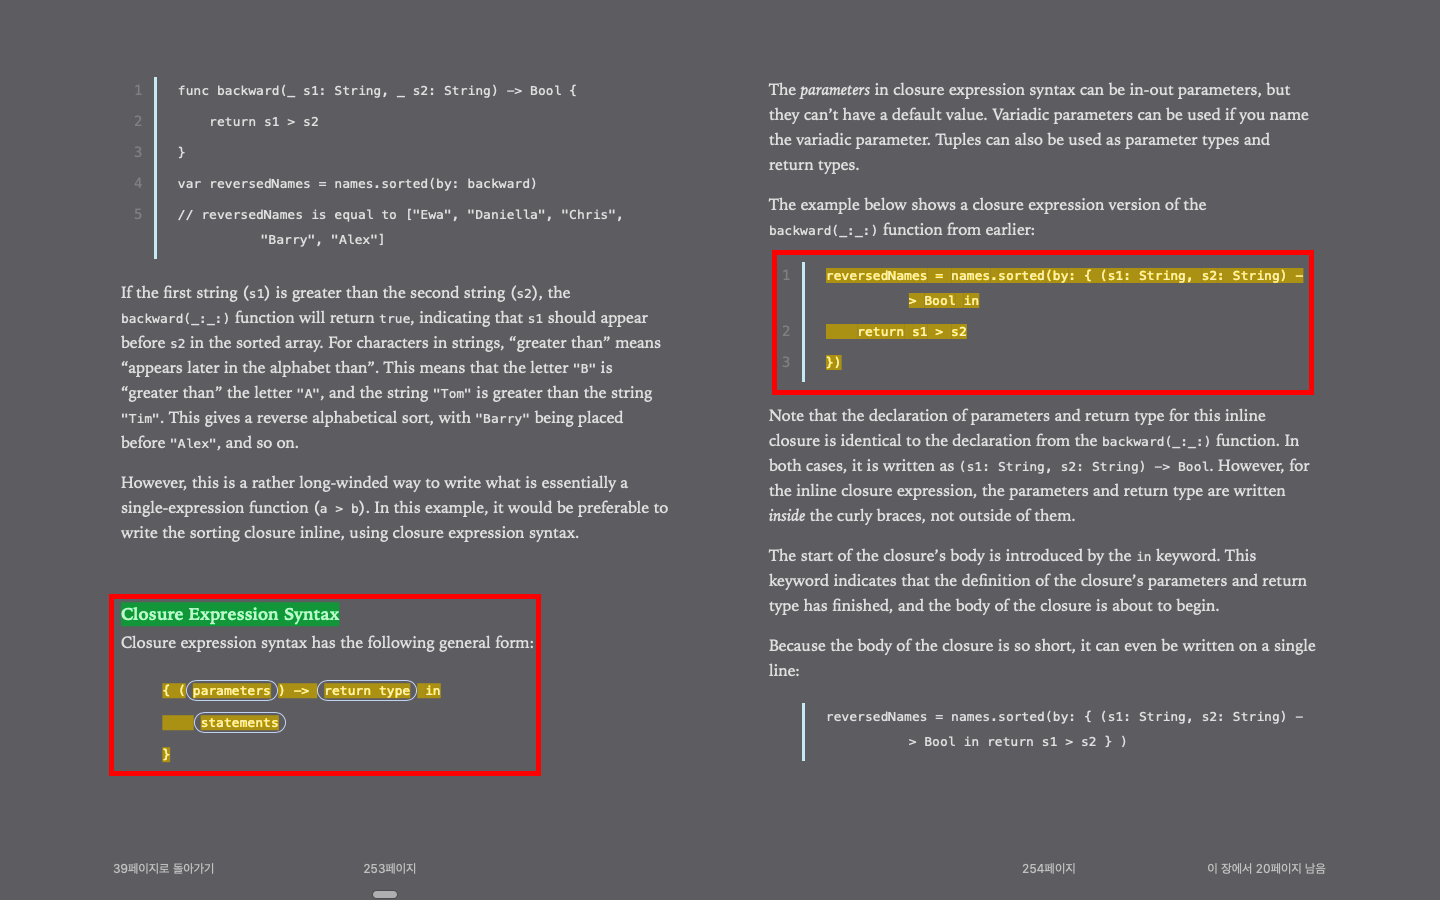 1 func backward(_ s1: String, _ s2: String) -> Bool {
2 return s1 > s2
3 }
4 var reversedNames = names.sorted(by: backward)
5 // reversedNames is equal to ["Ewa", "Daniella", "Chris",
"Barry", "Alex"]
If the first string (s1) is greater than the second string (s2), the
backward(_:_:) function will return true, indicating that s1 should appear
before s2 in the sorted array. For characters in strings, “greater than” means
“appears later in the alphabet than”. This means that the letter "B" is
“greater than” the letter "A", and the string "Tom" is greater than the string
"Tim". This gives a reverse alphabetical sort, with "Barry" being placed
before "Alex", and so on.
However, this is a rather long-winded way to write what is essentially a
single-expression function (a > b). In this example, it would be preferable to
write the sorting closure inline, using closure expression syntax.
Closure Expression Syntax
Closure expression syntax has the following general form:
{ (parameters) -> return type in
statements
}
39페이지로 돌아가기
253페이지
The parameters in closure expression syntax can be in-out parameters, but
they can’t have a default value. Variadic parameters can be used if you name
the variadic parameter. Tuples can also be used as parameter types and
return types.
The example below shows a closure expression version of the
backward(_:_:) function from earlier:
1 reversedNames = names.sorted(by: { (s1: String, s2: String) -
> Bool in
2 return s1 > s2
3 })
Note that the declaration of parameters and return type for this inline
closure is identical to the declaration from the backward(_:_:) function. In
both cases, it is written as (s1: String, s2: String) -> Bool. However, for
the inline closure expression, the parameters and return type are written
inside the curly braces, not outside of them.
The start of the closure’s body is introduced by the in keyword. This
keyword indicates that the definition of the closure’s parameters and return
type has finished, and the body of the closure is about to begin.
Because the body of the closure is so short, it can even be written on a single
line:
reversedNames = names.sorted(by: { (s1: String, s2: String) -
> Bool in return s1 > s2 } )
254페이지
이 장에서 20페이지 남음